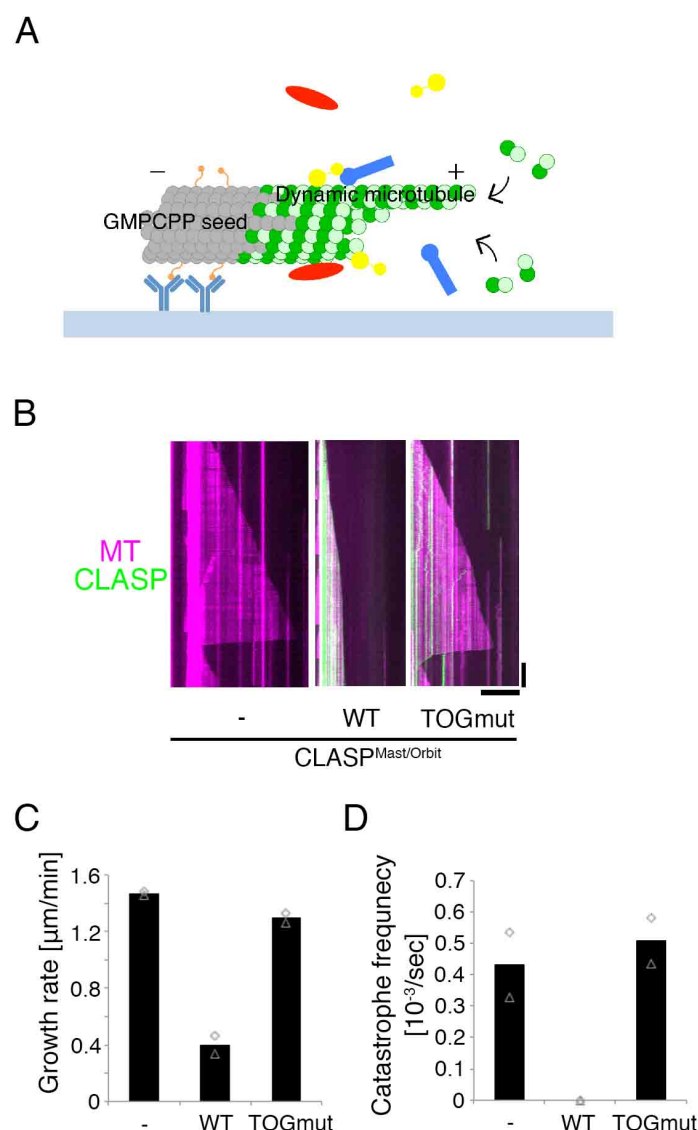 A
− +
Dynamic microtubule
GMPCPP seed
B
MT
CLASP
- WT TOGmut
CLASPMast/Orbit
C
Growth rate [µm/min]
1.6
1.2
0.8
0.4
0
- WT TOGmut
D
Catastrophe frequnecy
[10-3/sec]
0.7
0.6
0.5
0.4
0.3
0.2
0.1
0
- WT TOGmut